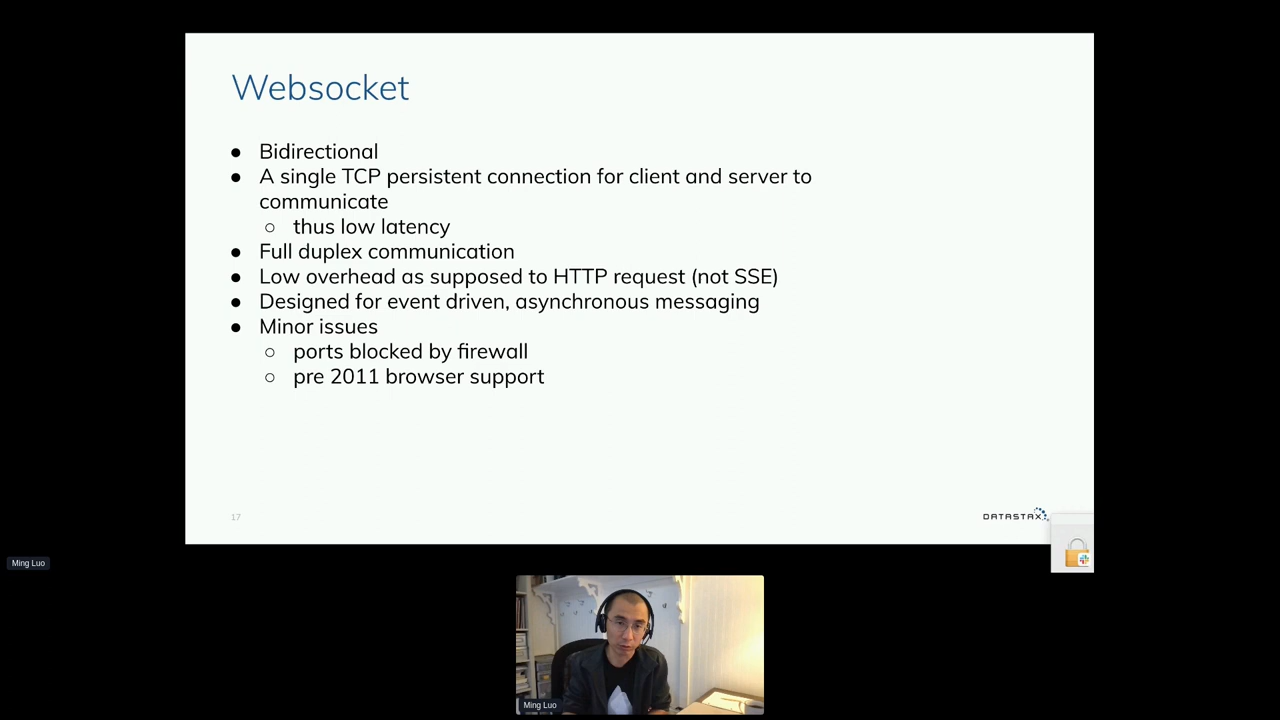 Websocket
● Bidirectional
● A single TCP persistent connection for client and server to
communicate
○ thus low latency
● Full duplex communication
● Low overhead as supposed to HTTP request (not SSE)
● Designed for event driven, asynchronous messaging
● Minor issues
○ ports blocked by firewall
○ pre 2011 browser support
17
DATASTAX
Ming Luo
Ming Luo